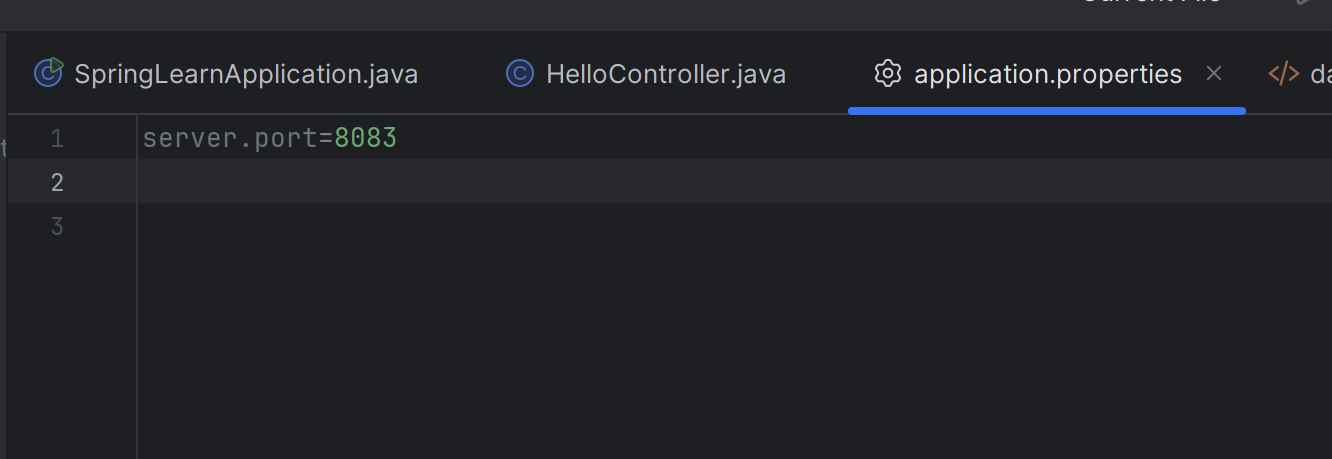 SpringLearnApplication.java HelloController.java application.properties
1 server.port=8083
2
3